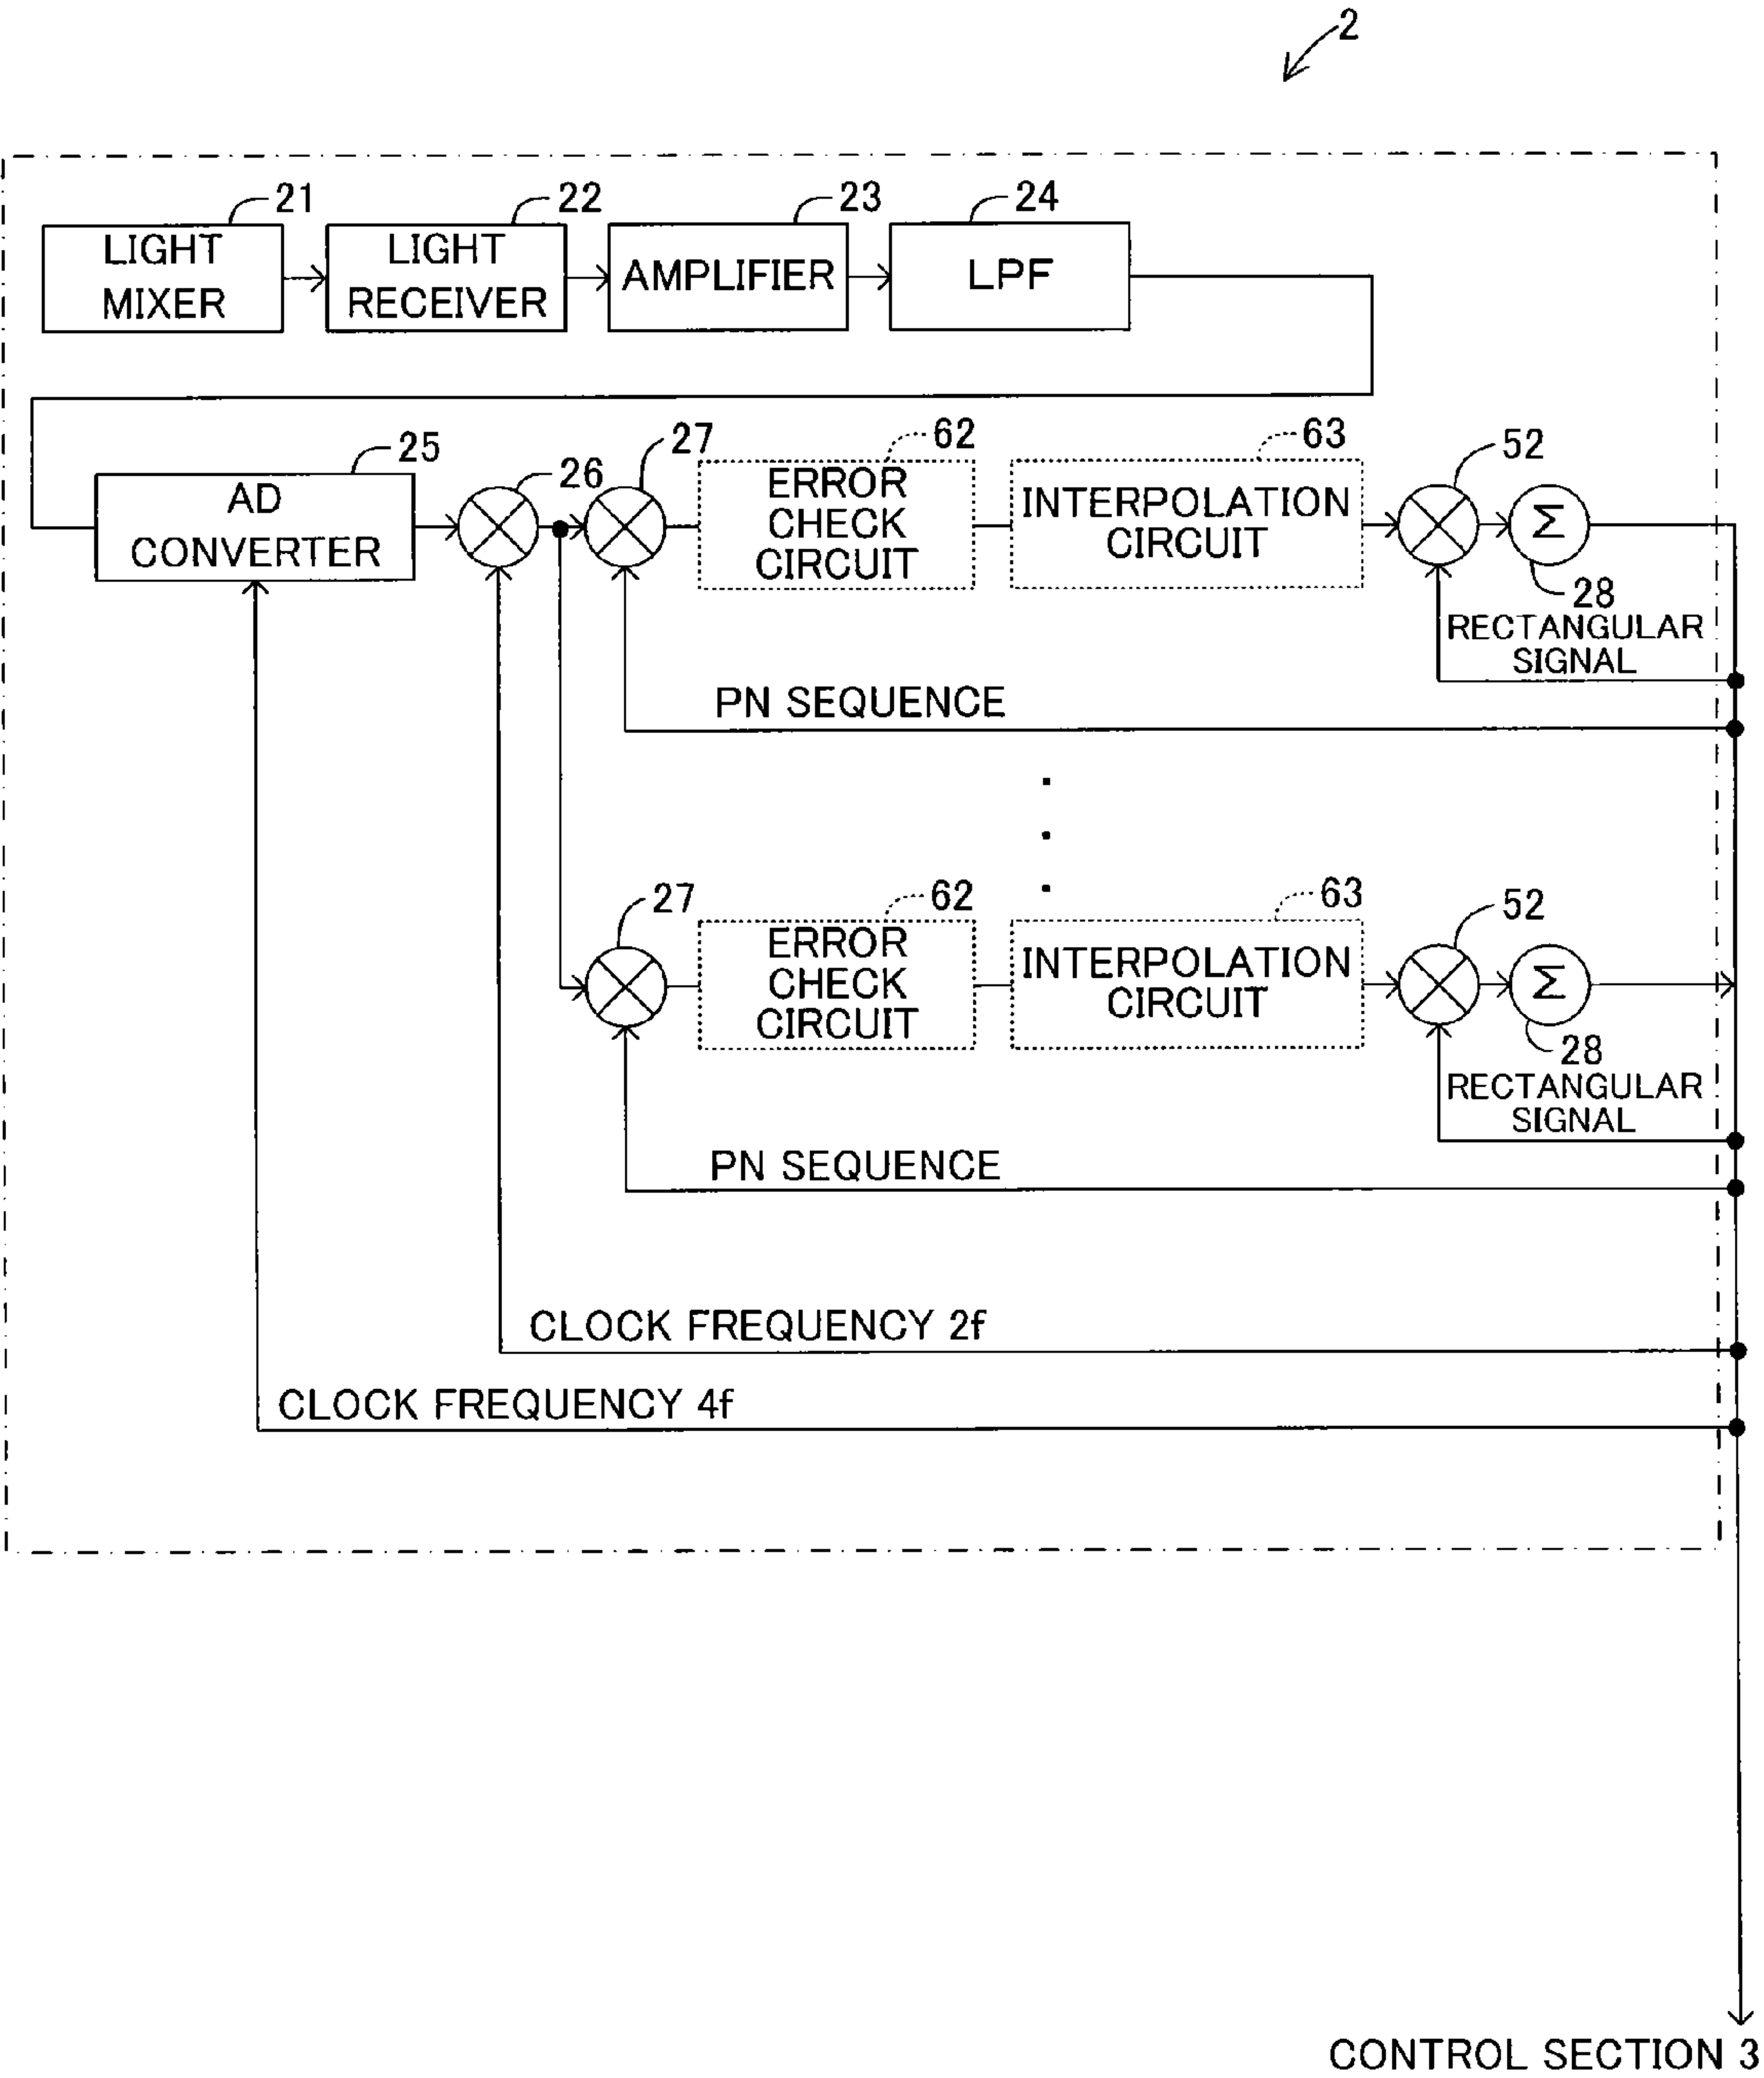 2
21
22
23
24
LIGHT
MIXER
LIGHT
RECEIVER
AMPLIFIER
LPF
25
26
27
62
63
52
AD
CONVERTER
ERROR
CHECK
CIRCUIT
INTERPOLATION
CIRCUIT
Σ
28
RECTANGULAR
SIGNAL
PN SEQUENCE
27
62
63
52
ERROR
CHECK
CIRCUIT
INTERPOLATION
CIRCUIT
Σ
28
RECTANGULAR
SIGNAL
PN SEQUENCE
CLOCK FREQUENCY 2f
CLOCK FREQUENCY 4f
CONTROL SECTION 3